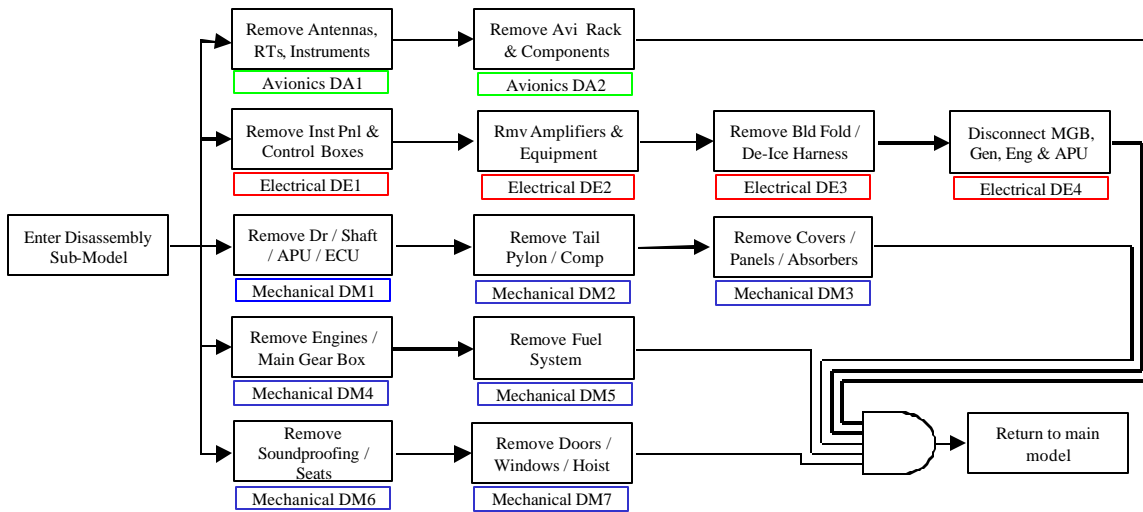 Remove Antennas,
RTs, Instruments
Avionics DA1
Remove Avi Rack
& Components
Avionics DA2
Remove Inst Pnl &
Control Boxes
Electrical DE1
Rmv Amplifiers &
Equipment
Electrical DE2
Remove Bld Fold /
De-Ice Harness
Electrical DE3
Disconnect MGB,
Gen, Eng & APU
Electrical DE4
Enter Disassembly
Sub-Model
Remove Dr / Shaft
/ APU / ECU
Mechanical DM1
Remove Tail
Pylon / Comp
Mechanical DM2
Remove Covers /
Panels / Absorbers
Mechanical DM3
Remove Engines /
Main Gear Box
Mechanical DM4
Remove Fuel
System
Mechanical DM5
Remove
Soundproofing /
Seats
Mechanical DM6
Remove Doors /
Windows / Hoist
Mechanical DM7
Return to main
model